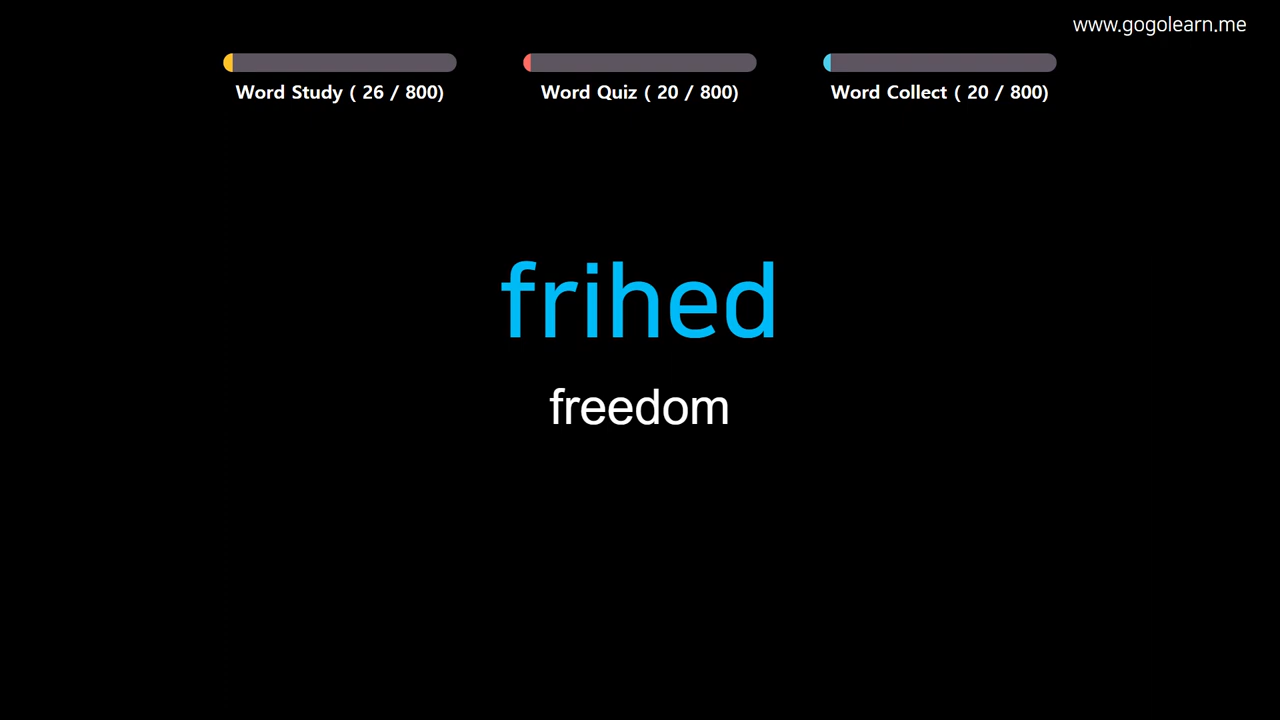 www.gogolearn.me
Word Study ( 26 / 800)
Word Quiz ( 20 / 800)
Word Collect ( 20 / 800)
frihed
freedom